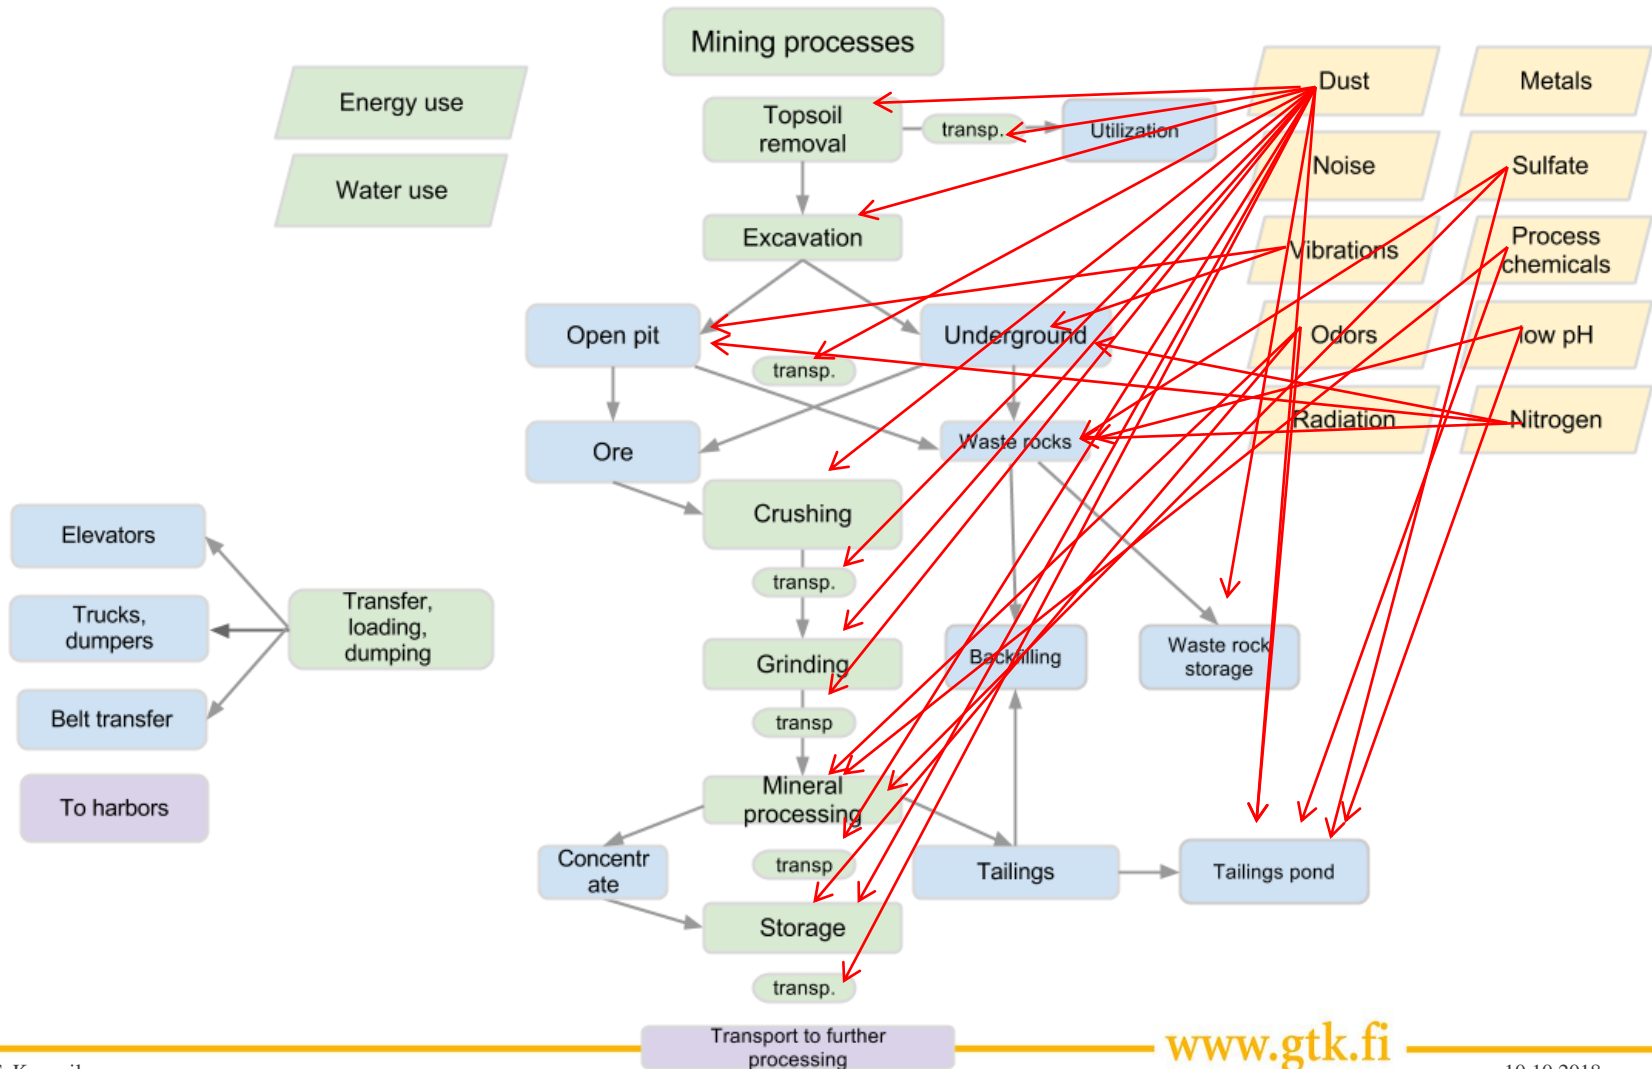 Mining processes
Energy use
Water use
Topsoil
removal
transp.
Utilization
Dust
Metals
Noise
Sulfate
Excavation
Vibrations
Process
chemicals
Open pit
Underground
Odors
low pH
transp.
Radiation
Nitrogen
Ore
Waste rocks
Crushing
Elevators
transp.
Trucks,
dumpers
Transfer,
loading,
dumping
Grinding
Backfilling
Waste rock
storage
Belt transfer
transp
Mineral
processing
To harbors
Concentr
ate
transp
Tailings
Tailings pond
Storage
transp.
Transport to further
processing
www.gtk.fi